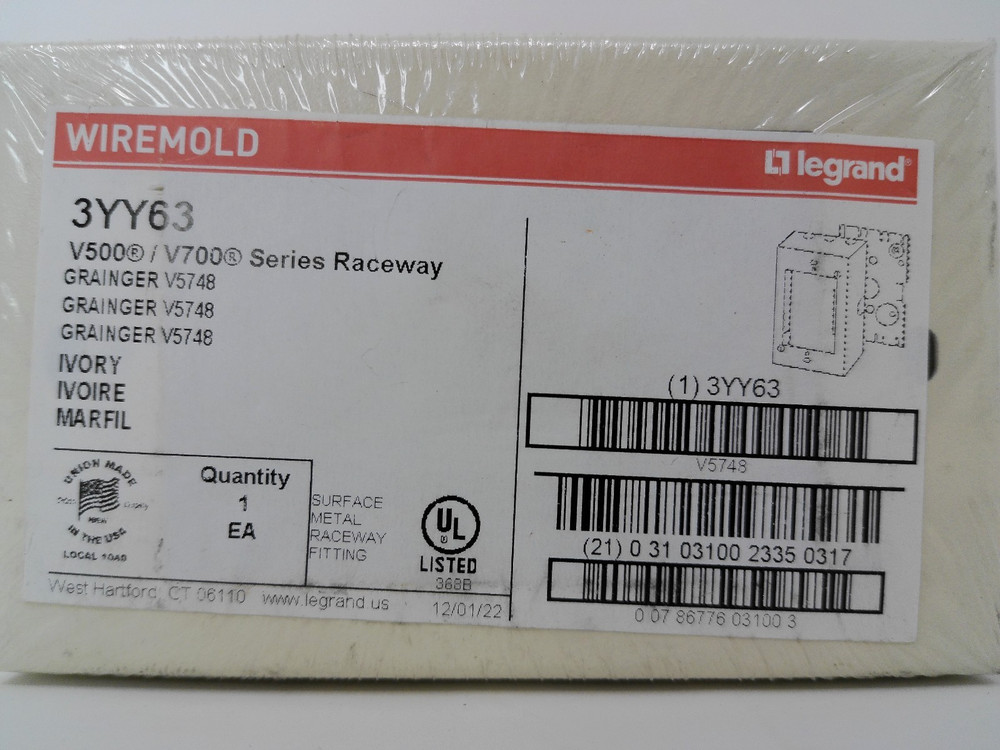 WIREMOLD
legrand®
3YY63
V500® / V700® Series Raceway
GRAINGER V5748
GRAINGER V5748
GRAINGER V5748
IVORY
IVOIRE
MARFIL
UNION MADE
IN THE USA
LOCAL
Quantity
1
EA
SURFACE
METAL
RACEWAY
FITTING
UL
®
LISTED
368B
West Hartford, CT 06110 www.legrand.us 12/01/22
(1) 3YY63
V5748
(21) 0 31 03100 2335 0317
0 07 86776 03100 3